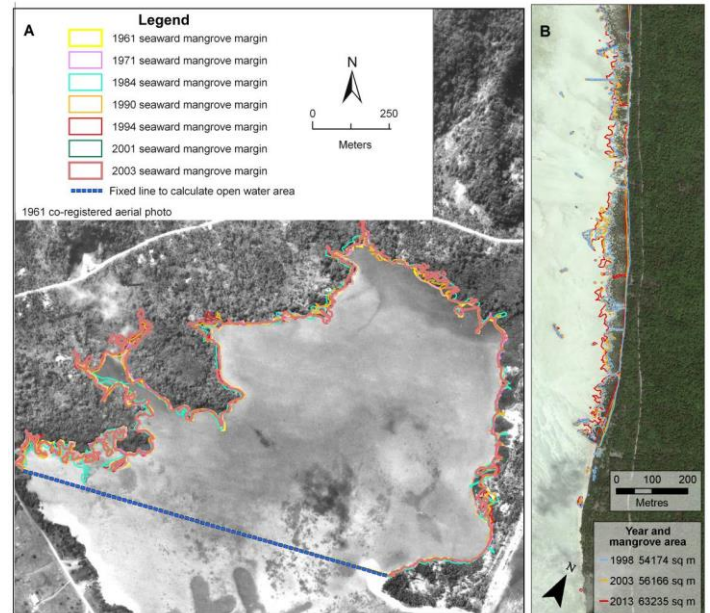 A
Legend
1961 seaward mangrove margin
1971 seaward mangrove margin
1984 seaward mangrove margin
1990 seaward mangrove margin
1994 seaward mangrove margin
2001 seaward mangrove margin
2003 seaward mangrove margin
Fixed line to calculate open water area
1961 co-registered aerial photo
N
0 250
Meters
B
0 100 200
Metres
N
Year and
mangrove area
1998 54174 sq m
2003 56166 sq m
2013 63235 sq m